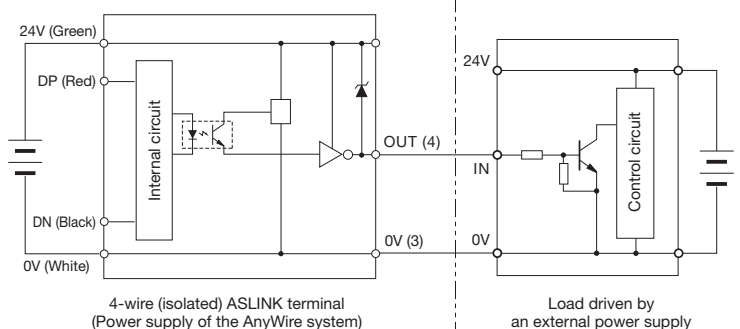 24V (Green)
DP (Red)
Internal circuit
DN (Black)
0V (White)
OUT (4)
0V (3)
24V
IN
0V
Control circuit
4-wire (isolated) ASLINK terminal
(Power supply of the AnyWire system)
Load driven by
an external power supply